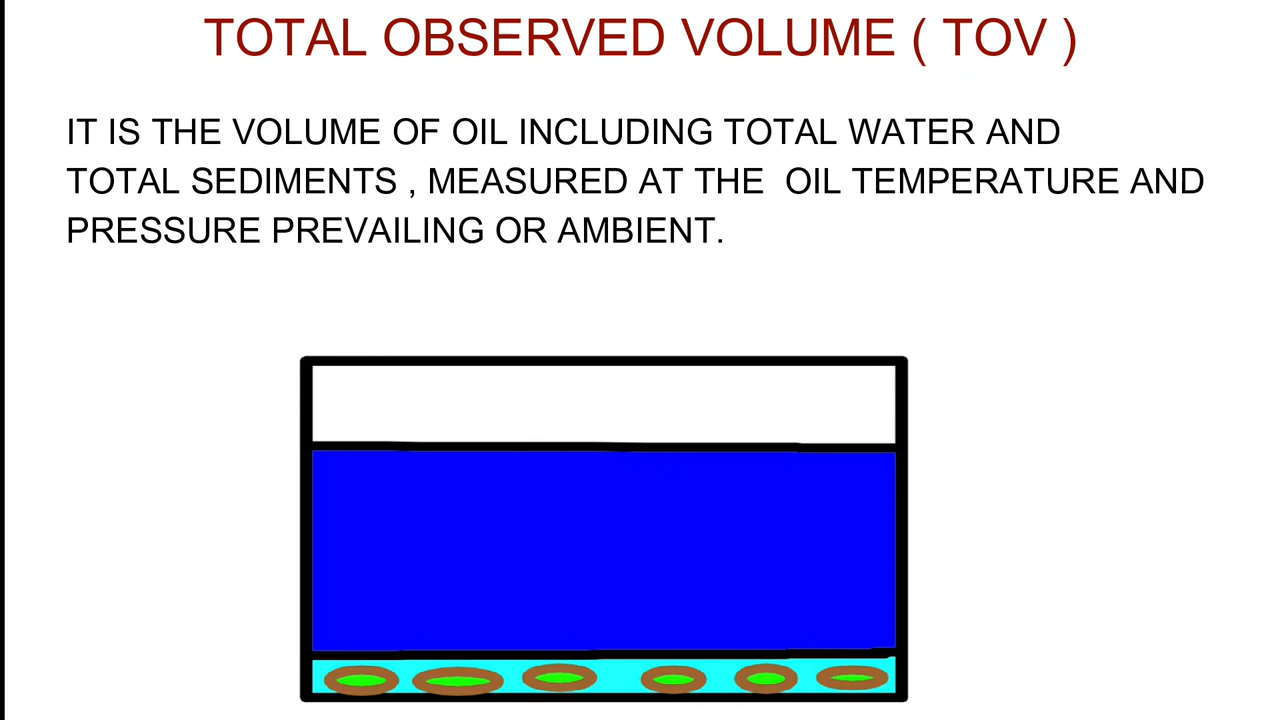 TOTAL OBSERVED VOLUME ( TOV )
IT IS THE VOLUME OF OIL INCLUDING TOTAL WATER AND
TOTAL SEDIMENTS , MEASURED AT THE  OIL TEMPERATURE AND
PRESSURE PREVAILING OR AMBIENT.